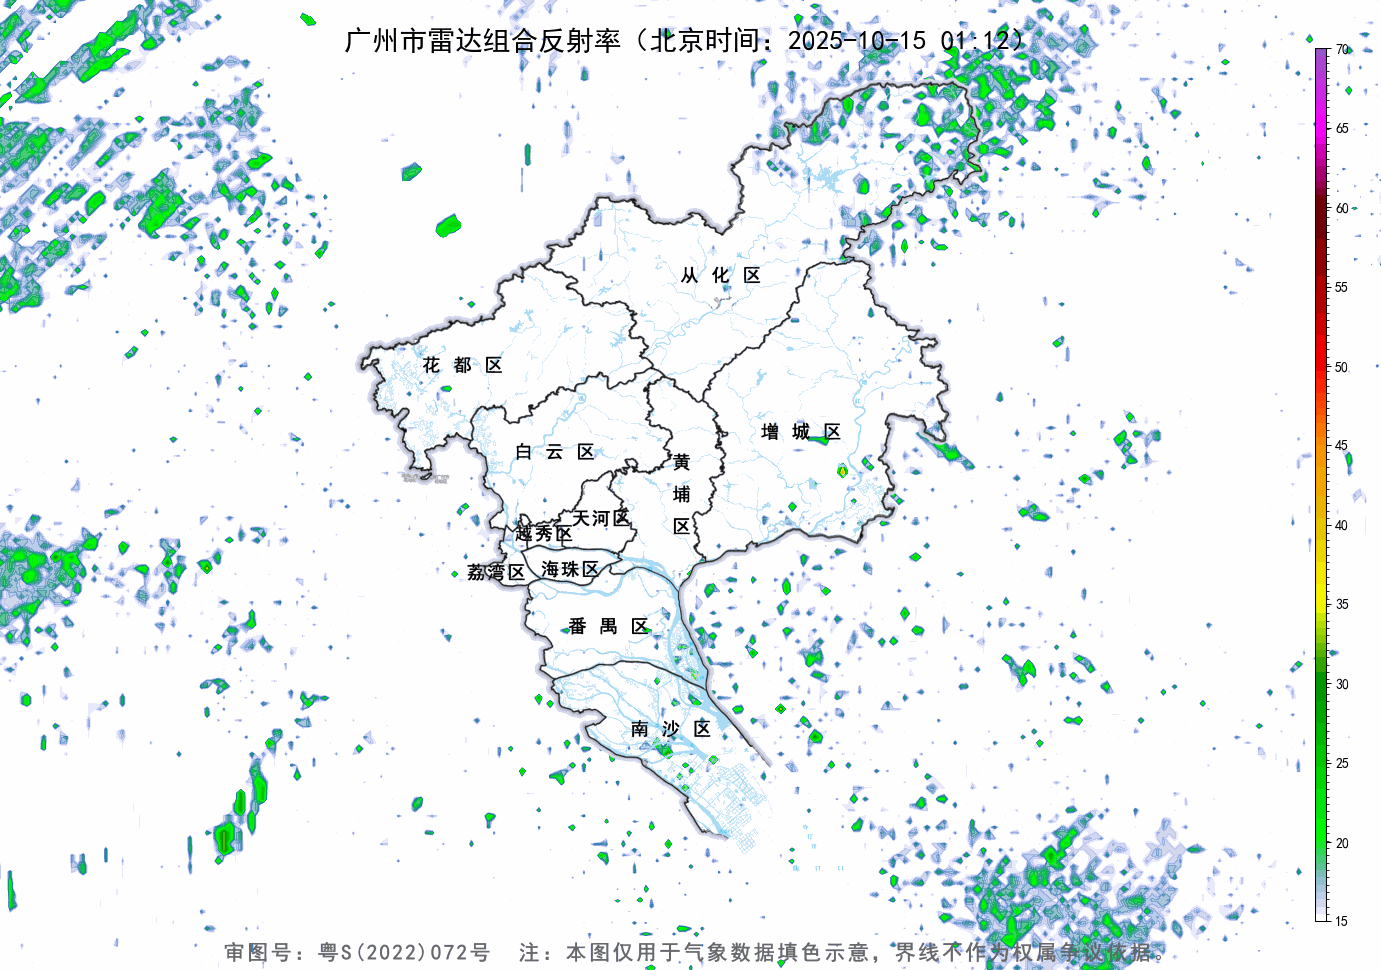 广州市雷达组合反射率（北京时间：2025-10-15 01:12）
70
65
60
55
50
45
40
35
30
25
20
15
从化区
花都区
增城区
白云区
黄埔区
天河区
越秀区
海珠区
荔湾区
番禺区
南沙区
审图号：粤S(2022)072号 注：本图仅用于气象数据填色示意，界线不作为权属争议依据。